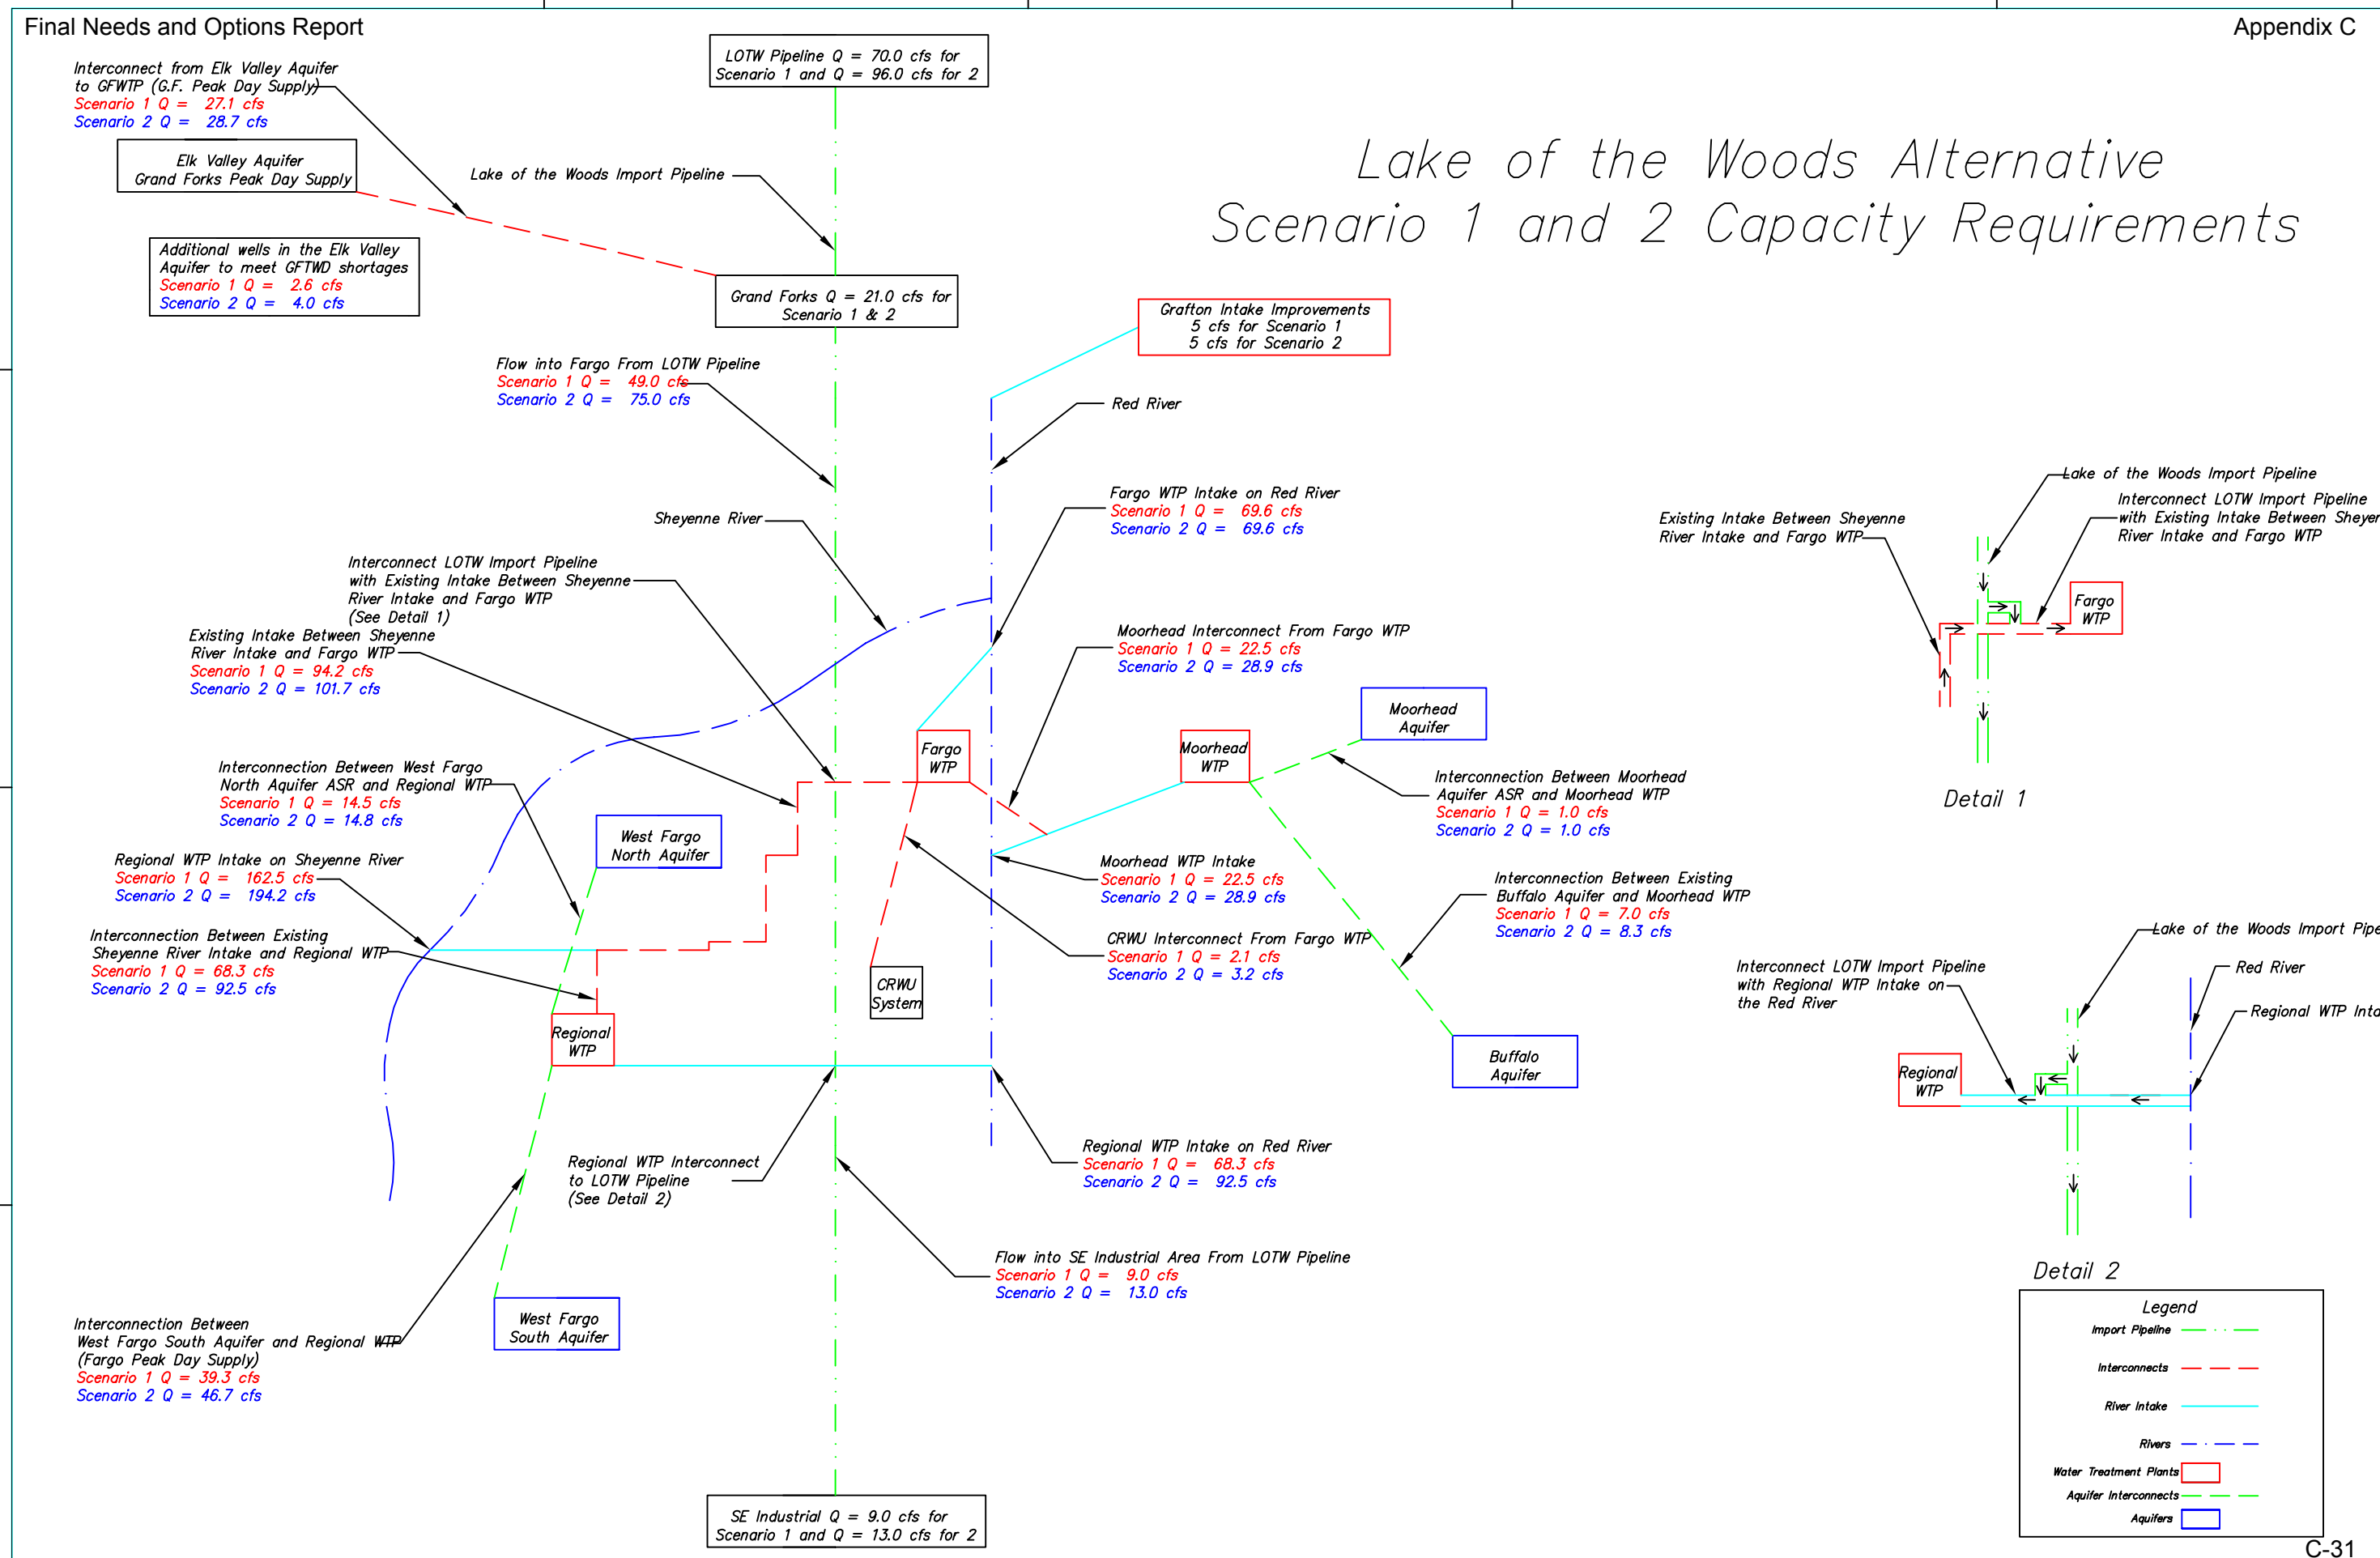 Final Needs and Options Report
Appendix C
LOTW Pipeline Q = 70.0 cfs for
Scenario 1 and Q = 96.0 cfs for 2
Interconnect from Elk Valley Aquifer
to GFWTP (G.F. Peak Day Supply)
Scenario 1 Q = 27.1 cfs
Scenario 2 Q = 28.7 cfs
Elk Valley Aquifer
Grand Forks Peak Day Supply
Lake of the Woods Import Pipeline
Lake of the Woods Alternative
Scenario 1 and 2 Capacity Requirements
Additional wells in the Elk Valley
Aquifer to meet GFTWD shortages
Scenario 1 Q = 2.6 cfs
Scenario 2 Q = 4.0 cfs
Grand Forks Q = 21.0 cfs for
Scenario 1 & 2
Grafton Intake Improvements
5 cfs for Scenario 1
5 cfs for Scenario 2
Flow into Fargo From LOTW Pipeline
Scenario 1 Q = 49.0 cfs
Scenario 2 Q = 75.0 cfs
Red River
Fargo WTP Intake on Red River
Scenario 1 Q = 69.6 cfs
Scenario 2 Q = 69.6 cfs
Sheyenne River
Interconnect LOTW Import Pipeline
with Existing Intake Between Sheyenne
River Intake and Fargo WTP
(See Detail 1)
Existing Intake Between Sheyenne
River Intake and Fargo WTP
Scenario 1 Q = 94.2 cfs
Scenario 2 Q = 101.7 cfs
Moorhead Interconnect From Fargo WTP
Scenario 1 Q = 22.5 cfs
Scenario 2 Q = 28.9 cfs
Moorhead
Aquifer
Fargo
WTP
Moorhead
WTP
Interconnection Between West Fargo
North Aquifer ASR and Regional WTP
Scenario 1 Q = 14.5 cfs
Scenario 2 Q = 14.8 cfs
Interconnection Between Moorhead
Aquifer ASR and Moorhead WTP
Scenario 1 Q = 1.0 cfs
Scenario 2 Q = 1.0 cfs
West Fargo
North Aquifer
Regional WTP Intake on Sheyenne River
Scenario 1 Q = 162.5 cfs
Scenario 2 Q = 194.2 cfs
Moorhead WTP Intake
Scenario 1 Q = 22.5 cfs
Scenario 2 Q = 28.9 cfs
Interconnection Between Existing
Buffalo Aquifer and Moorhead WTP
Scenario 1 Q = 7.0 cfs
Scenario 2 Q = 8.3 cfs
Interconnection Between Existing
Sheyenne River Intake and Regional WTP
Scenario 1 Q = 68.3 cfs
Scenario 2 Q = 92.5 cfs
CRWU Interconnect From Fargo WTP
Scenario 1 Q = 2.1 cfs
Scenario 2 Q = 3.2 cfs
CRWU
System
Regional
WTP
Buffalo
Aquifer
Regional WTP Interconnect
to LOTW Pipeline
(See Detail 2)
Regional WTP Intake on Red River
Scenario 1 Q = 68.3 cfs
Scenario 2 Q = 92.5 cfs
Flow into SE Industrial Area From LOTW Pipeline
Scenario 1 Q = 9.0 cfs
Scenario 2 Q = 13.0 cfs
West Fargo
South Aquifer
Interconnection Between
West Fargo South Aquifer and Regional WTP
(Fargo Peak Day Supply)
Scenario 1 Q = 39.3 cfs
Scenario 2 Q = 46.7 cfs
SE Industrial Q = 9.0 cfs for
Scenario 1 and Q = 13.0 cfs for 2
Lake of the Woods Import Pipeline
Interconnect LOTW Import Pipeline
with Existing Intake Between Sheyen
River Intake and Fargo WTP
Existing Intake Between Sheyenne
River Intake and Fargo WTP
Fargo
WTP
Detail 1
Lake of the Woods Import Pipe
Interconnect LOTW Import Pipeline
with Regional WTP Intake on
the Red River
Red River
Regional WTP Inta
Regional
WTP
Detail 2
Legend
Import Pipeline
Interconnects
River Intake
Rivers
Water Treatment Plants
Aquifer Interconnects
Aquifers
C-31